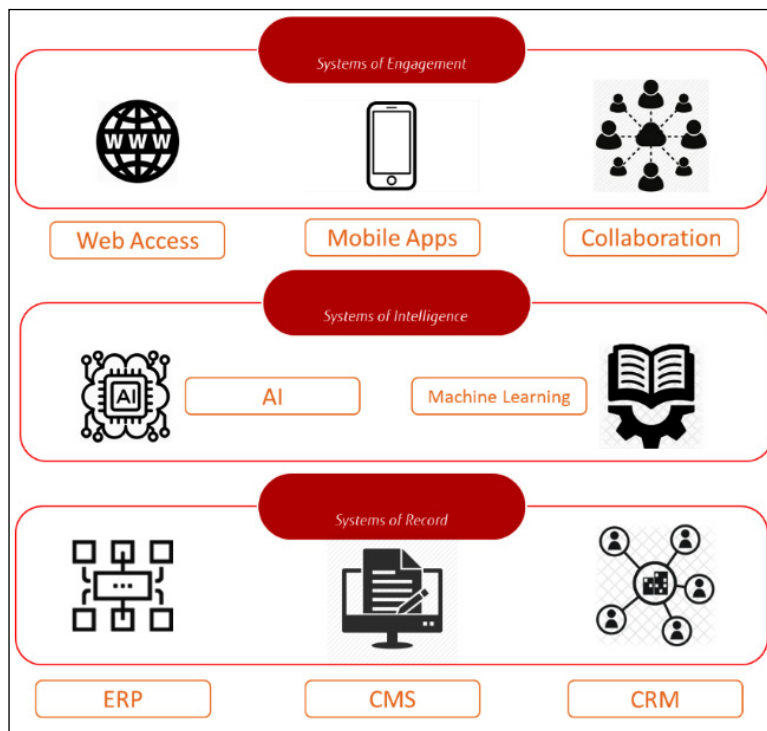 Systems of Engagement
WWW
Web Access
Mobile Apps
Collaboration
Systems of Intelligence
AI
AI
Machine Learning
Systems of Record
...
ERP
CMS
CRM